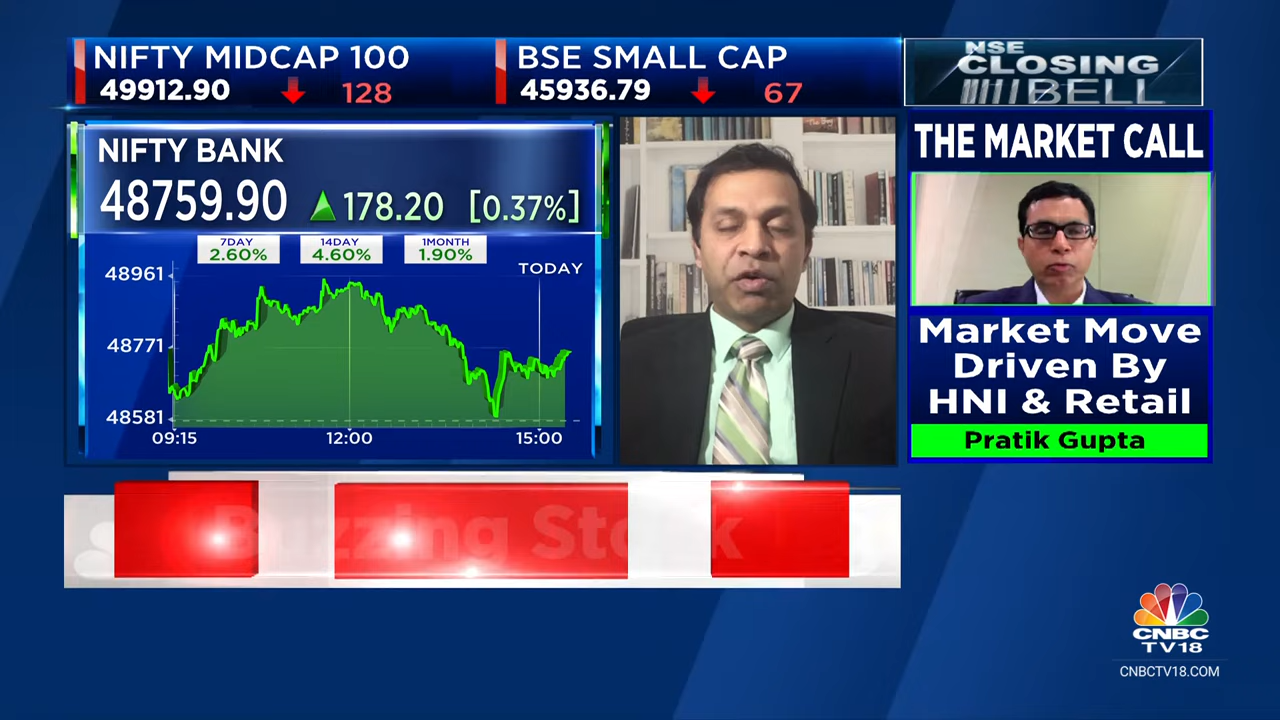 NIFTY MIDCAP 100
49912.90 128
BSE SMALL CAP
45936.79 67
NSE
CLOSING
BELL
NIFTY BANK
48759.90 178.20 [0.37%]
7DAY
2.60%
14DAY
4.60%
1MONTH
1.90%
TODAY
48961
48771
48581
09:15 12:00 15:00
THE MARKET CALL
Market Move
Driven By
HNI & Retail
Pratik Gupta
Buzzing Stock
CNBC
TV18
CNBCTV18.COM